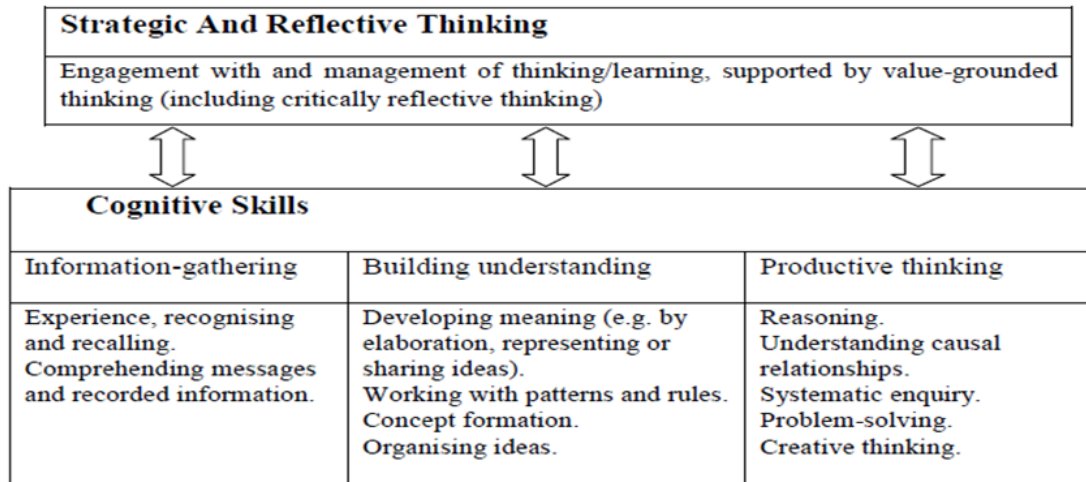 Strategic And Reflective Thinking
Engagement with and management of thinking/learning, supported by value-grounded
thinking (including critically reflective thinking)
Cognitive Skills
Information-gathering
Building understanding
Productive thinking
Experience, recognising
and recalling.
Comprehending messages
and recorded information.
Developing meaning (e.g. by
elaboration, representing or
sharing ideas).
Working with patterns and rules.
Concept formation.
Organising ideas.
Reasoning.
Understanding causal
relationships.
Systematic enquiry.
Problem-solving.
Creative thinking.